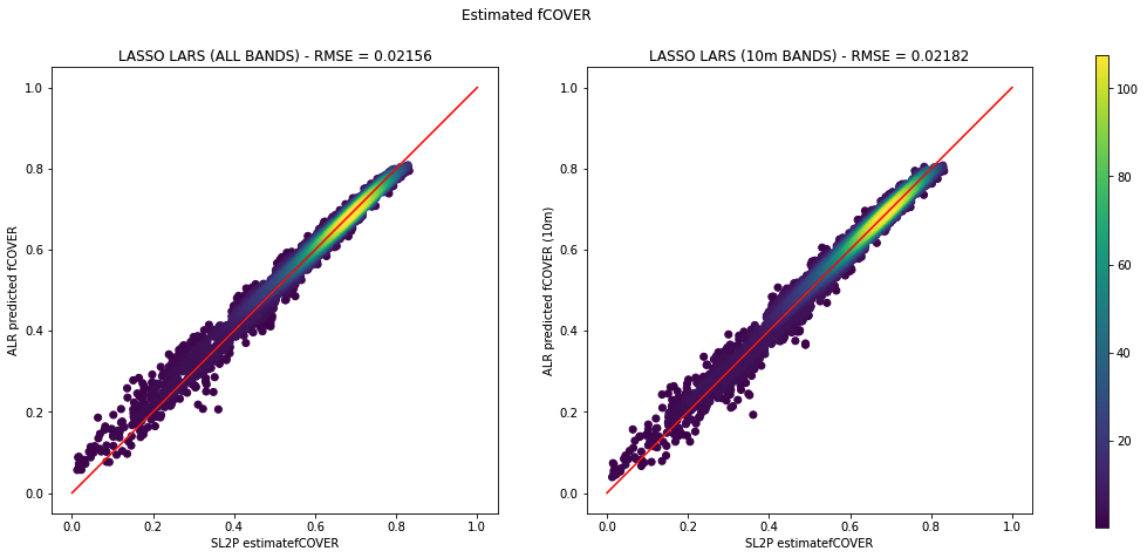 Estimated fCOVER
LASSO LARS (ALL BANDS) - RMSE = 0.02156
ALR predicted fCOVER
1.0
0.8
0.6
0.4
0.2
0.0
0.0 0.2 0.4 0.6 0.8 1.0
SL2P estimatefCOVER
LASSO LARS (10m BANDS) - RMSE = 0.02182
ALR predicted fCOVER (10m)
1.0
0.8
0.6
0.4
0.2
0.0
0.0 0.2 0.4 0.6 0.8 1.0
SL2P estimatefCOVER
100
80
60
40
20